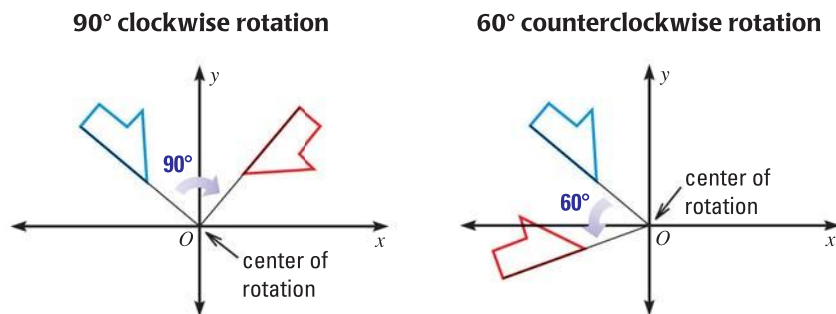 90° clockwise rotation
y
90°
O
x
center of
rotation
60° counterclockwise rotation
y
center of
rotation
60°
O
x